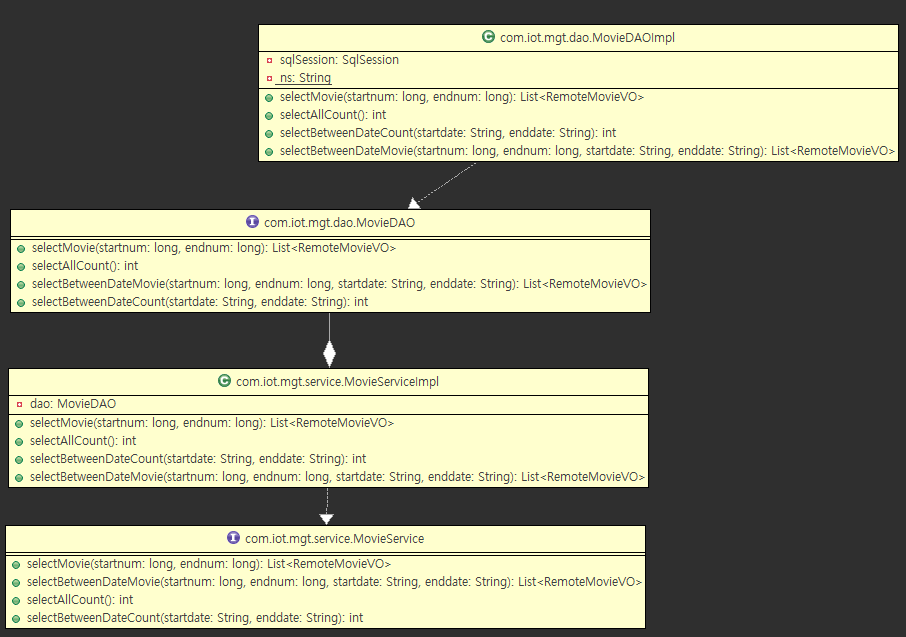 C com.iot.mgt.dao.MovieDAOImpl
sqlSession: SqlSession
ns: String
selectMovie(startnum: long, endnum: long): List<RemoteMovieVO>
selectAllCount(): int
selectBetweenDateCount(startdate: String, enddate: String): int
selectBetweenDateMovie(startnum: long, endnum: long, startdate: String, enddate: String): List<RemoteMovieVO>
I com.iot.mgt.dao.MovieDAO
selectMovie(startnum: long, endnum: long): List<RemoteMovieVO>
selectAllCount(): int
selectBetweenDateMovie(startnum: long, endnum: long, startdate: String, enddate: String): List<RemoteMovieVO>
selectBetweenDateCount(startdate: String, enddate: String): int
C com.iot.mgt.service.MovieServiceImpl
dao: MovieDAO
selectMovie(startnum: long, endnum: long): List<RemoteMovieVO>
selectAllCount(): int
selectBetweenDateCount(startdate: String, enddate: String): int
selectBetweenDateMovie(startnum: long, endnum: long, startdate: String, enddate: String): List<RemoteMovieVO>
I com.iot.mgt.service.MovieService
selectMovie(startnum: long, endnum: long): List<RemoteMovieVO>
selectBetweenDateMovie(startnum: long, endnum: long, startdate: String, enddate: String): List<RemoteMovieVO>
selectAllCount(): int
selectBetweenDateCount(startdate: String, enddate: String): int